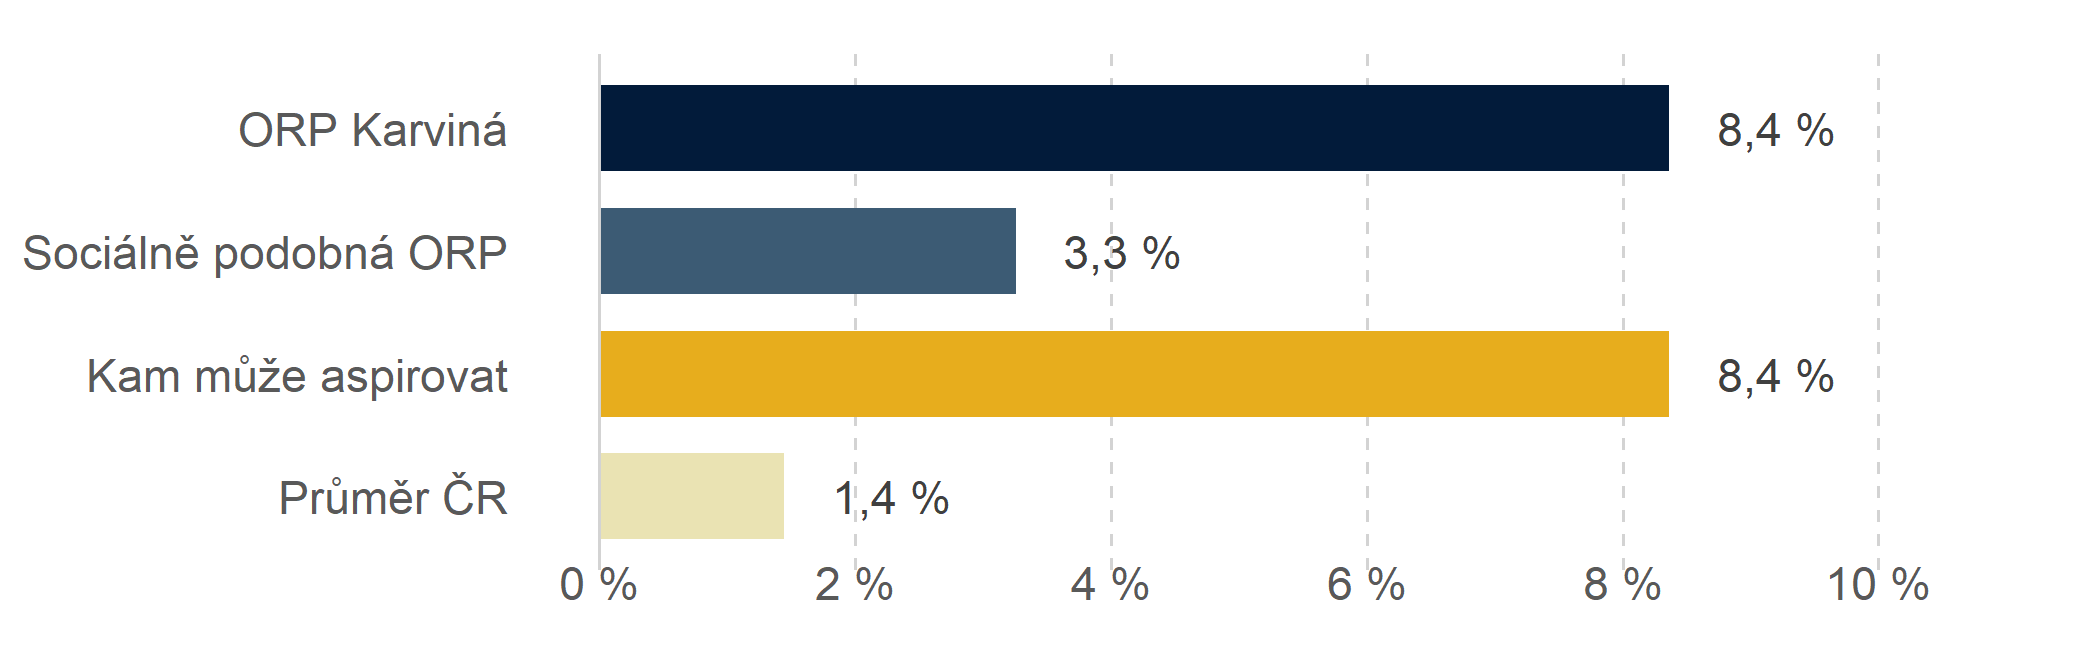 ORP Karviná 8,4 %
Sociálně podobná ORP 3,3 %
Kam může aspirovat 8,4 %
Průměr ČR 1,4 %
0 % 2 % 4 % 6 % 8 % 10 %